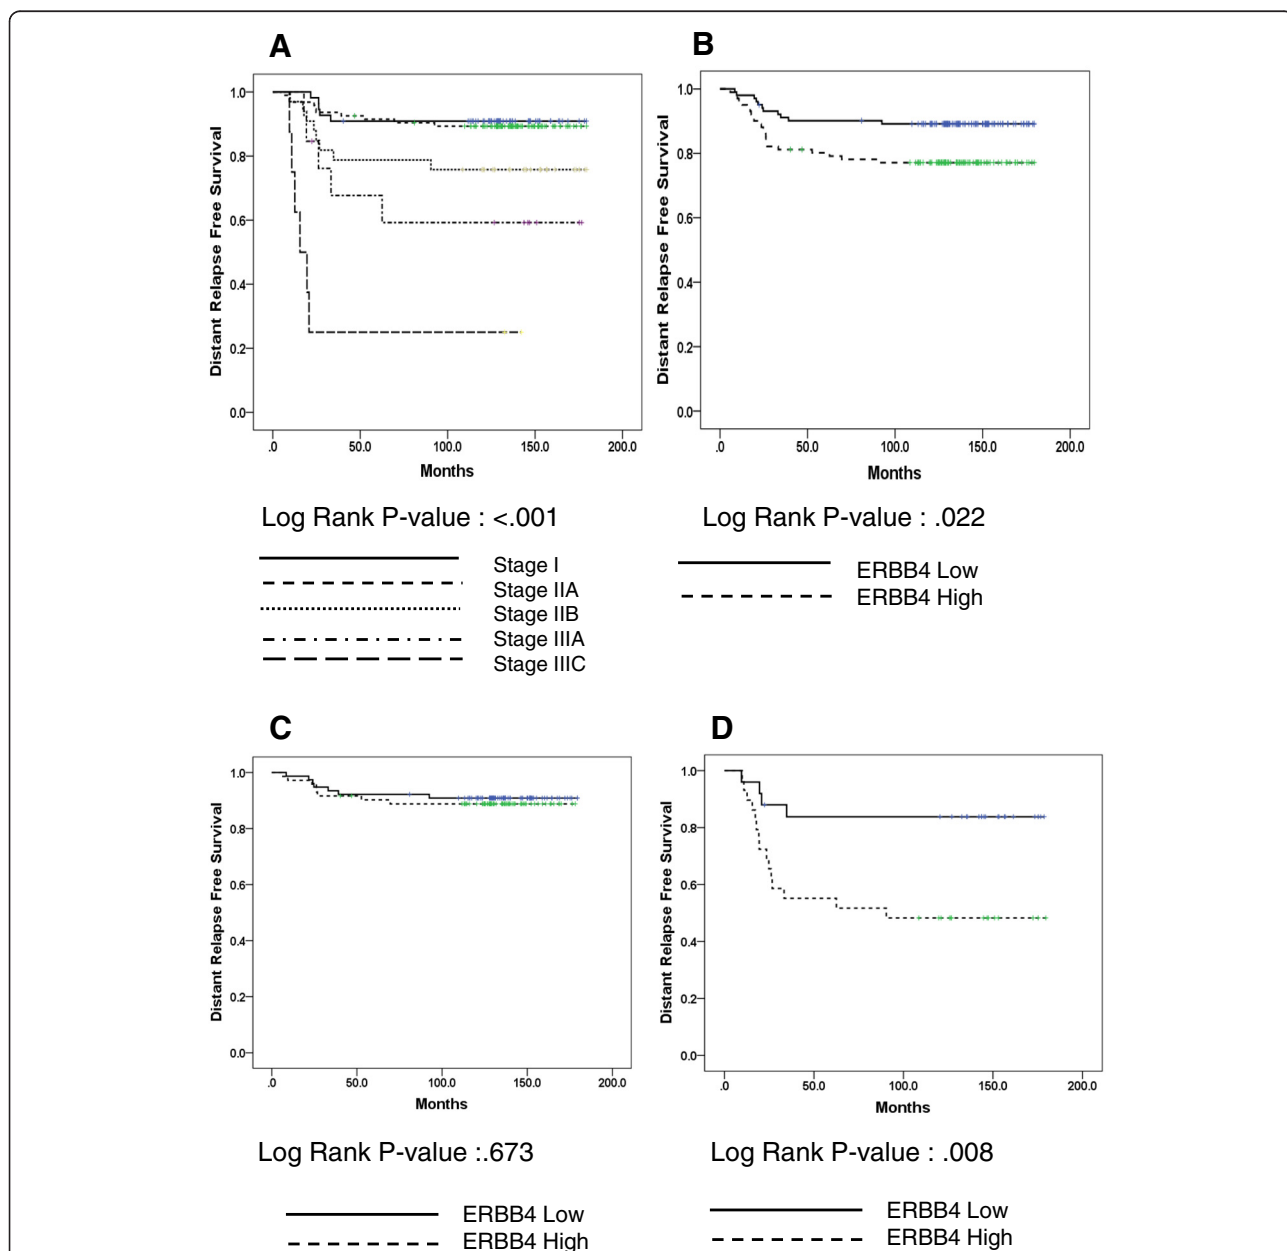 A
Distant Relapse Free Survival
1.0
0.8
0.6
0.4
0.2
0.0
.0 50.0 100.0 150.0 200.0
Months
Log Rank P-value : <.001
Stage I
Stage IIA
Stage IIB
Stage IIIA
Stage IIIC
B
Distant Relapse Free Survival
1.0
0.8
0.6
0.4
0.2
0.0
.0 50.0 100.0 150.0 200.0
Months
Log Rank P-value : .022
ERBB4 Low
ERBB4 High
C
Distant Relapse Free Survival
1.0
0.8
0.6
0.4
0.2
0.0
.0 50.0 100.0 150.0 200.0
Months
Log Rank P-value :.673
ERBB4 Low
ERBB4 High
D
Distant Relapse Free Survival
1.0
0.8
0.6
0.4
0.2
0.0
.0 50.0 100.0 150.0 200.0
Months
Log Rank P-value : .008
ERBB4 Low
ERBB4 High